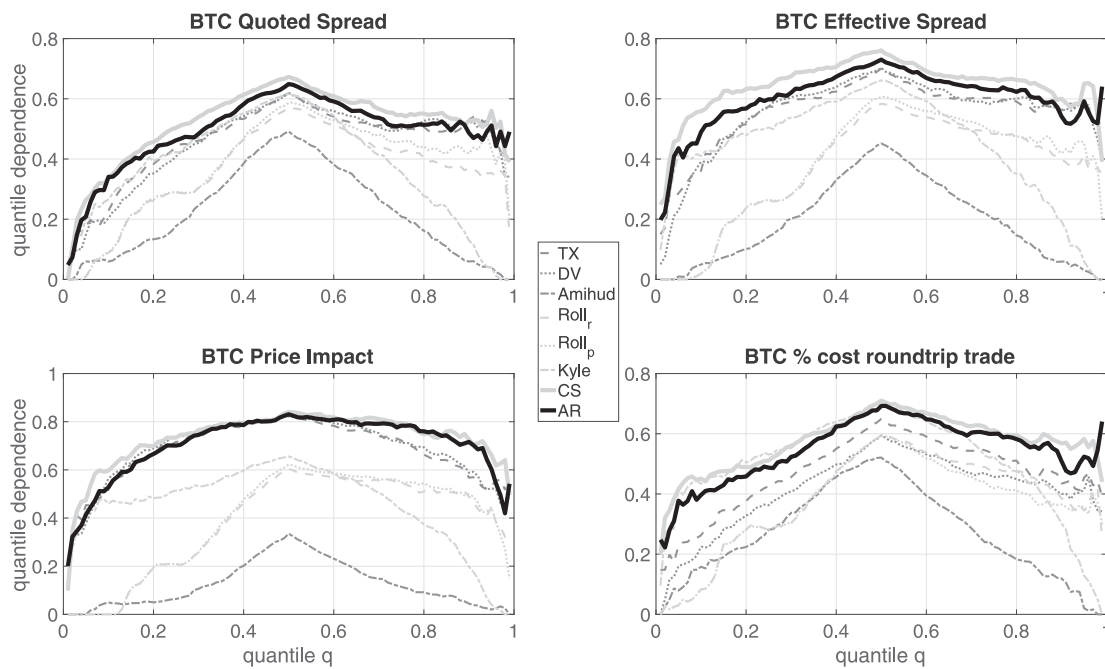 BTC Quoted Spread
quantile dependence
0.8
0.6
0.4
0.2
0
0 0.2 0.4 0.6 0.8 1
BTC Effective Spread
0.8
0.6
0.4
0.2
0
0 0.2 0.4 0.6 0.8 1
TX
DV
Amihud
Roll_r
Roll_p
Kyle
CS
AR
BTC Price Impact
quantile dependence
1
0.8
0.6
0.4
0.2
0
0 0.2 0.4 0.6 0.8 1
quantile q
BTC % cost roundtrip trade
0.8
0.6
0.4
0.2
0
0 0.2 0.4 0.6 0.8 1
quantile q